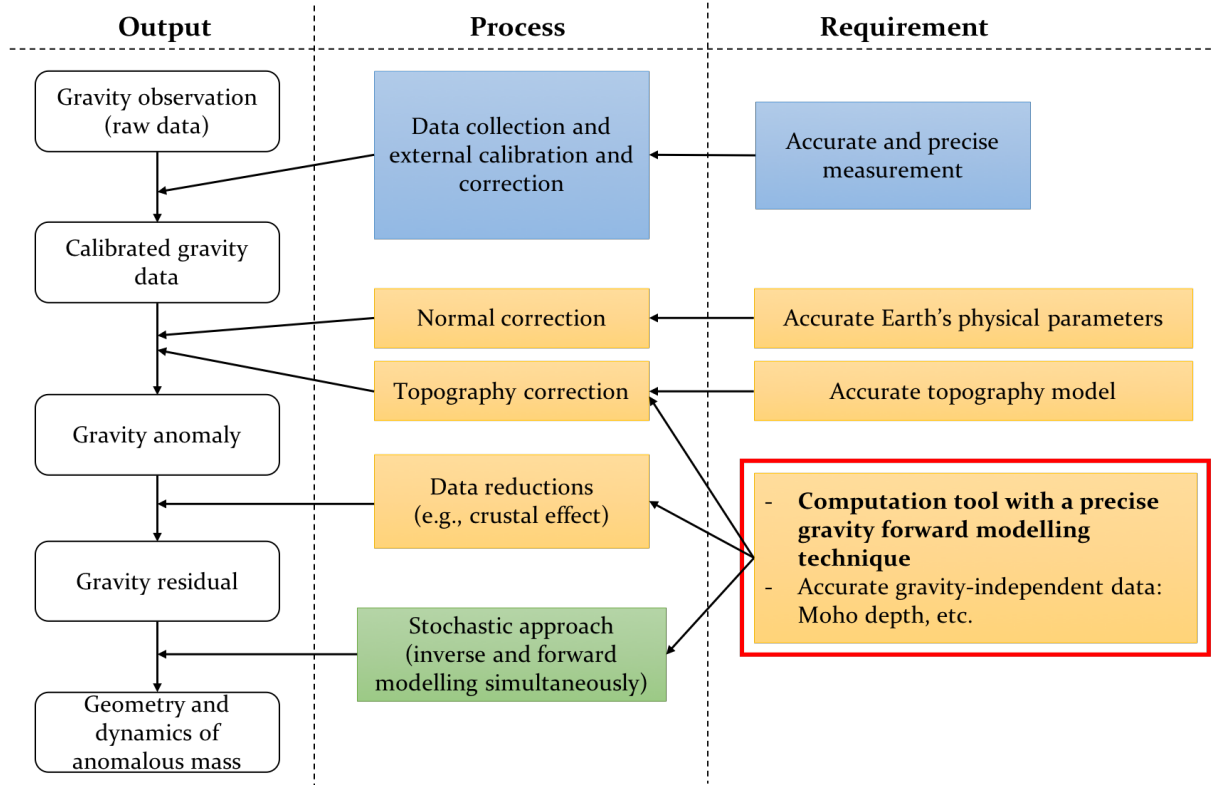 Output
Process
Requirement
Gravity observation
(raw data)
Data collection and
external calibration and
correction
Accurate and precise
measurement
Calibrated gravity
data
Normal correction
Accurate Earth’s physical parameters
Topography correction
Accurate topography model
Gravity anomaly
Data reductions
(e.g., crustal effect)
- Computation tool with a precise
gravity forward modelling
technique
- Accurate gravity-independent data:
Moho depth, etc.
Gravity residual
Stochastic approach
(inverse and forward
modelling simultaneously)
Geometry and
dynamics of
anomalous mass